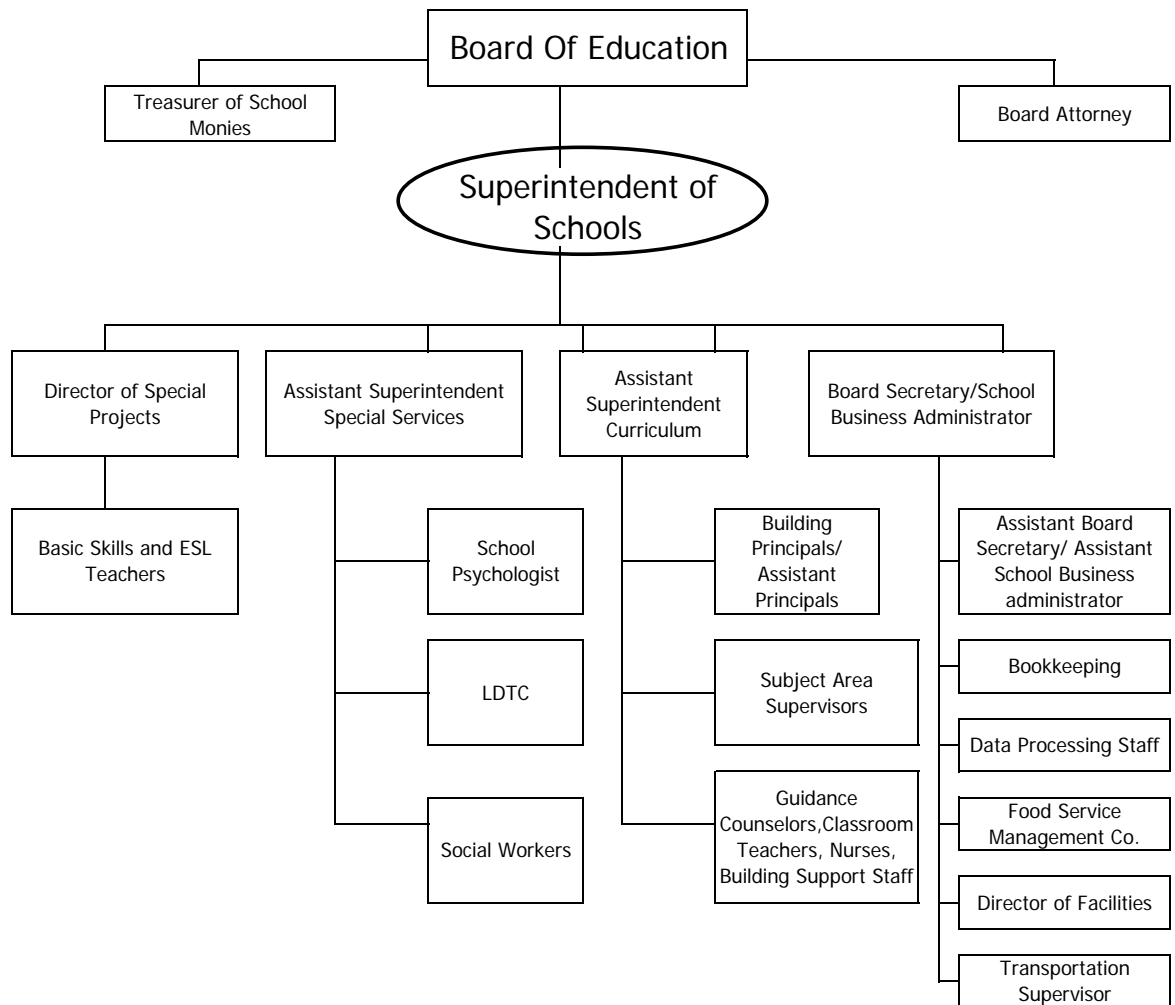 Board Of Education
Treasurer of School
Monies
Board Attorney
Superintendent of
Schools
Director of Special
Projects
Assistant Superintendent
Special Services
Assistant
Superintendent
Curriculum
Board Secretary/School
Business Administrator
Basic Skills and ESL
Teachers
School
Psychologist
LDTC
Social Workers
Building
Principals/
Assistant
Principals
Subject Area
Supervisors
Guidance
Counselors,Classroom
Teachers, Nurses,
Building Support Staff
Assistant Board
Secretary/ Assistant
School Business
administrator
Bookkeeping
Data Processing Staff
Food Service
Management Co.
Director of Facilities
Transportation
Supervisor